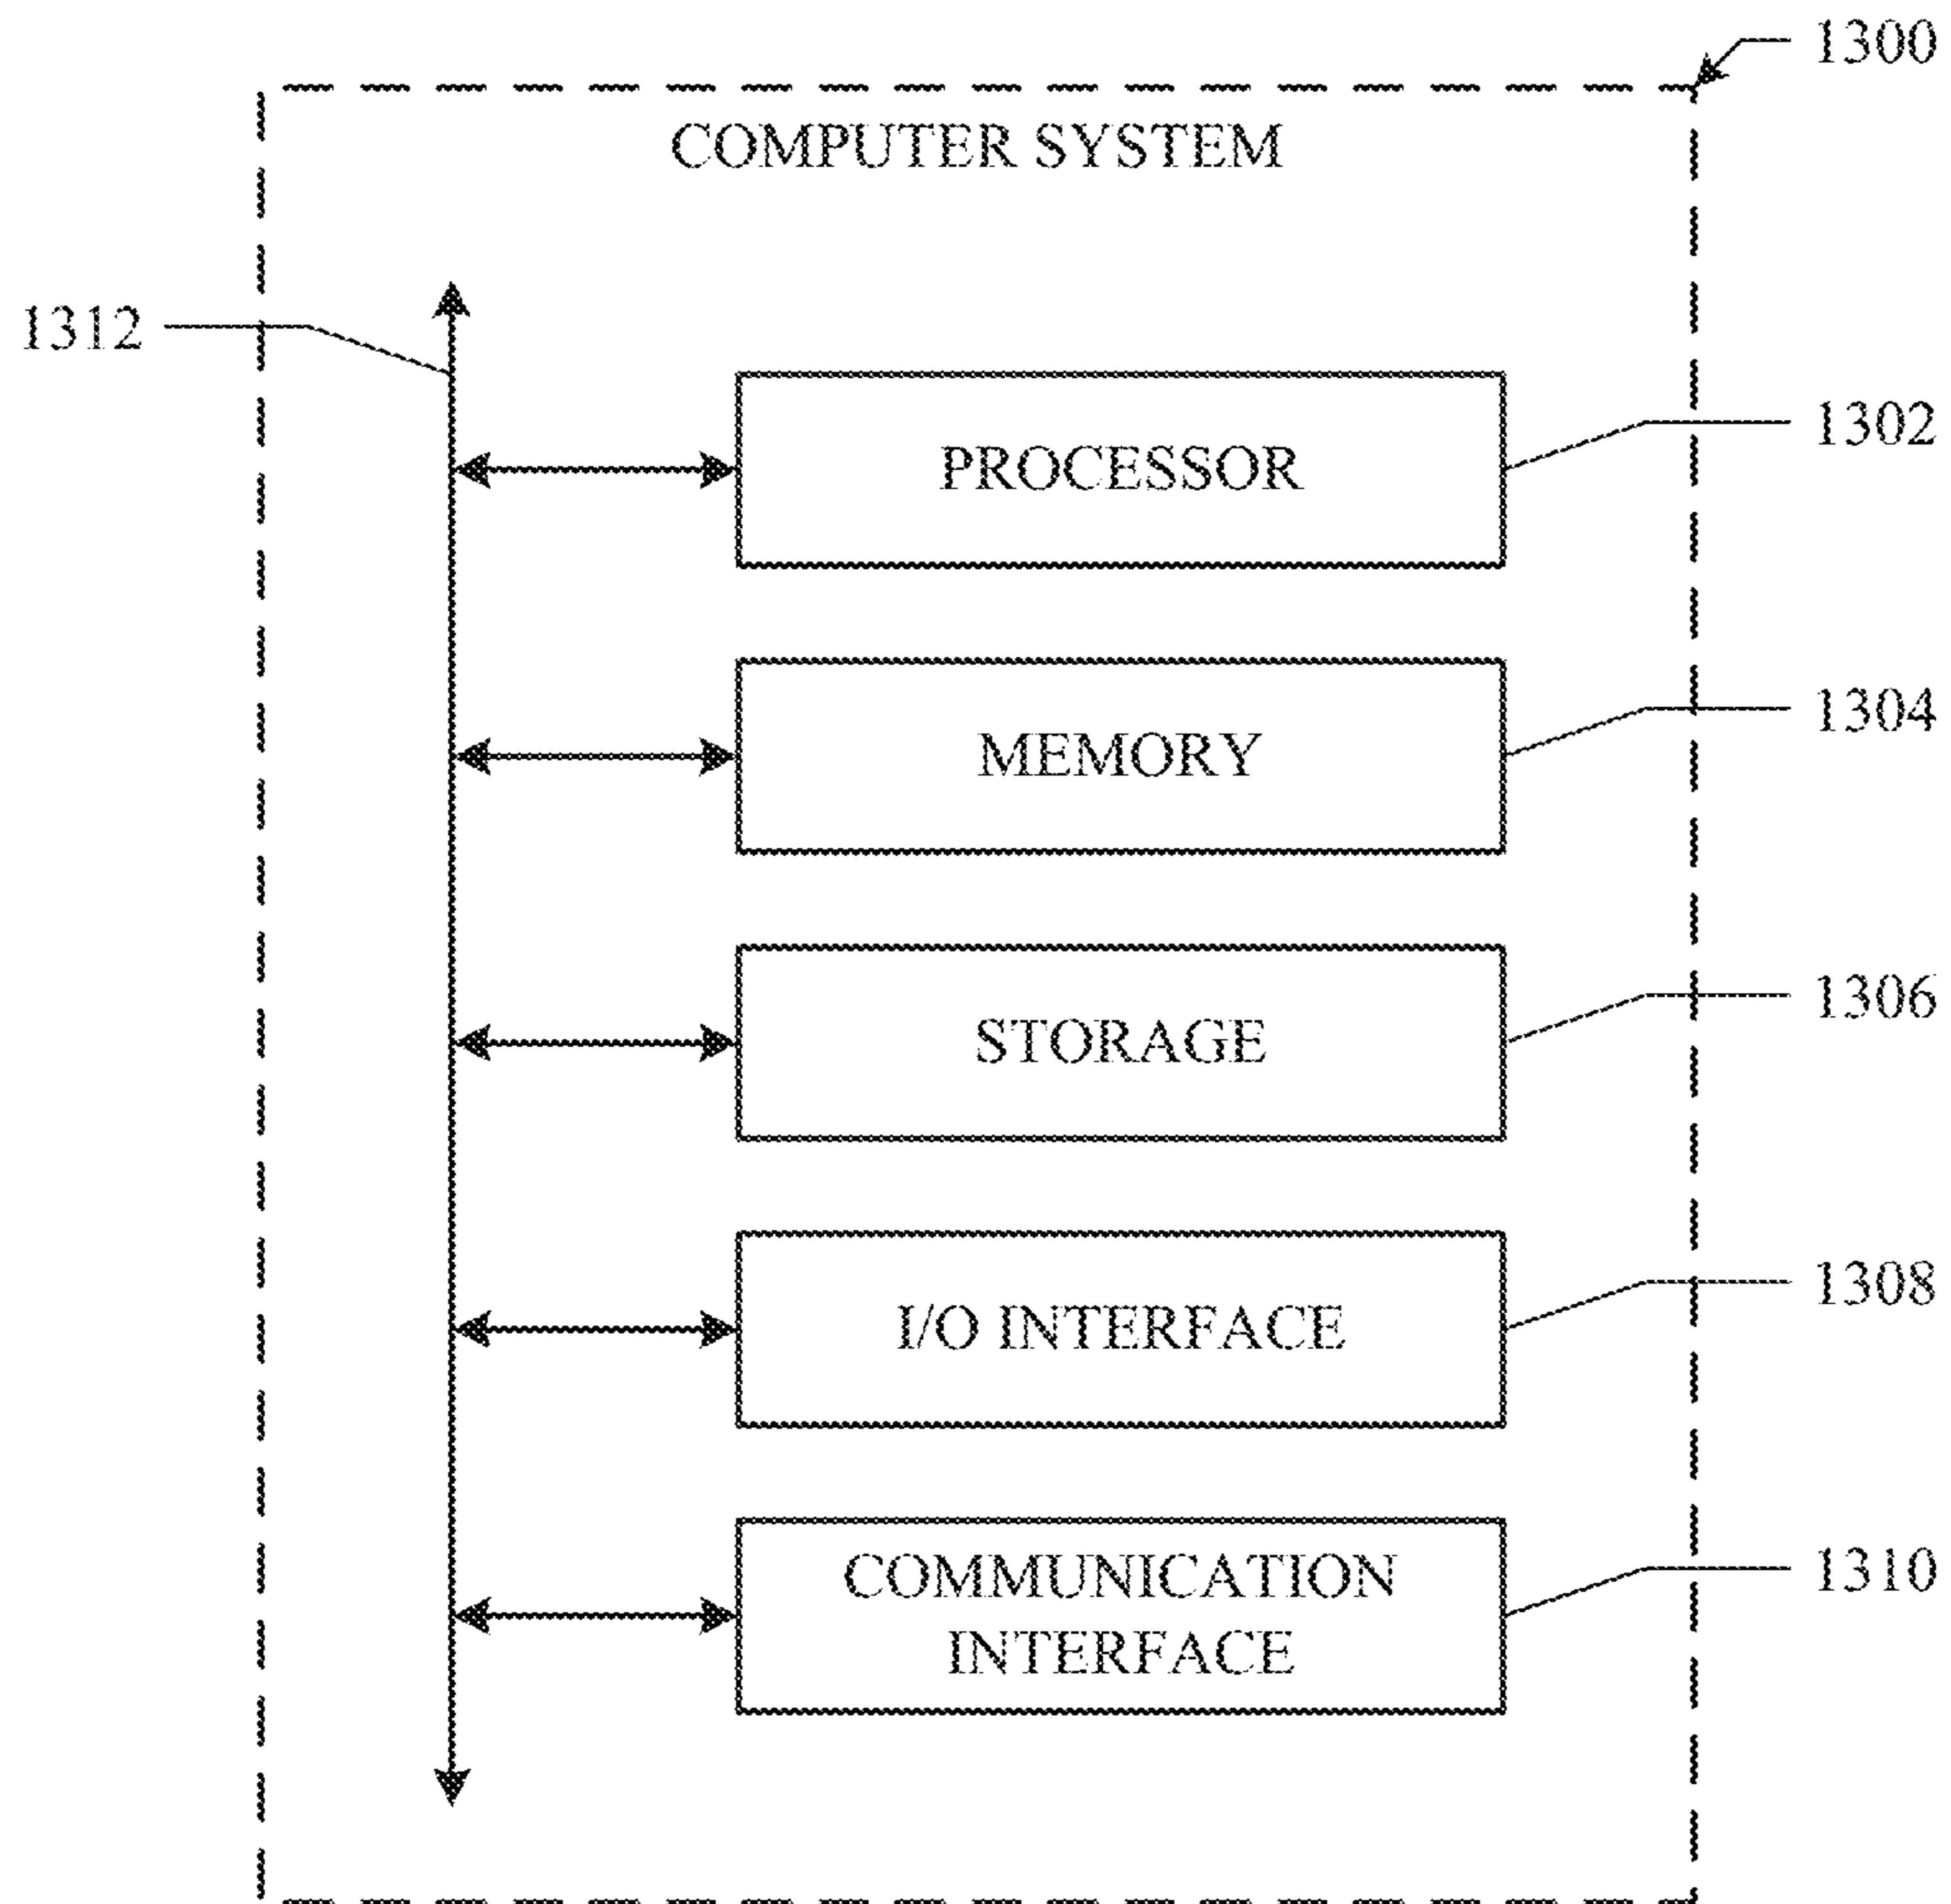 1300
COMPUTER SYSTEM
1312
1302
PROCESSOR
1304
MEMORY
1306
STORAGE
1308
I/O INTERFACE
1310
COMMUNICATION
INTERFACE